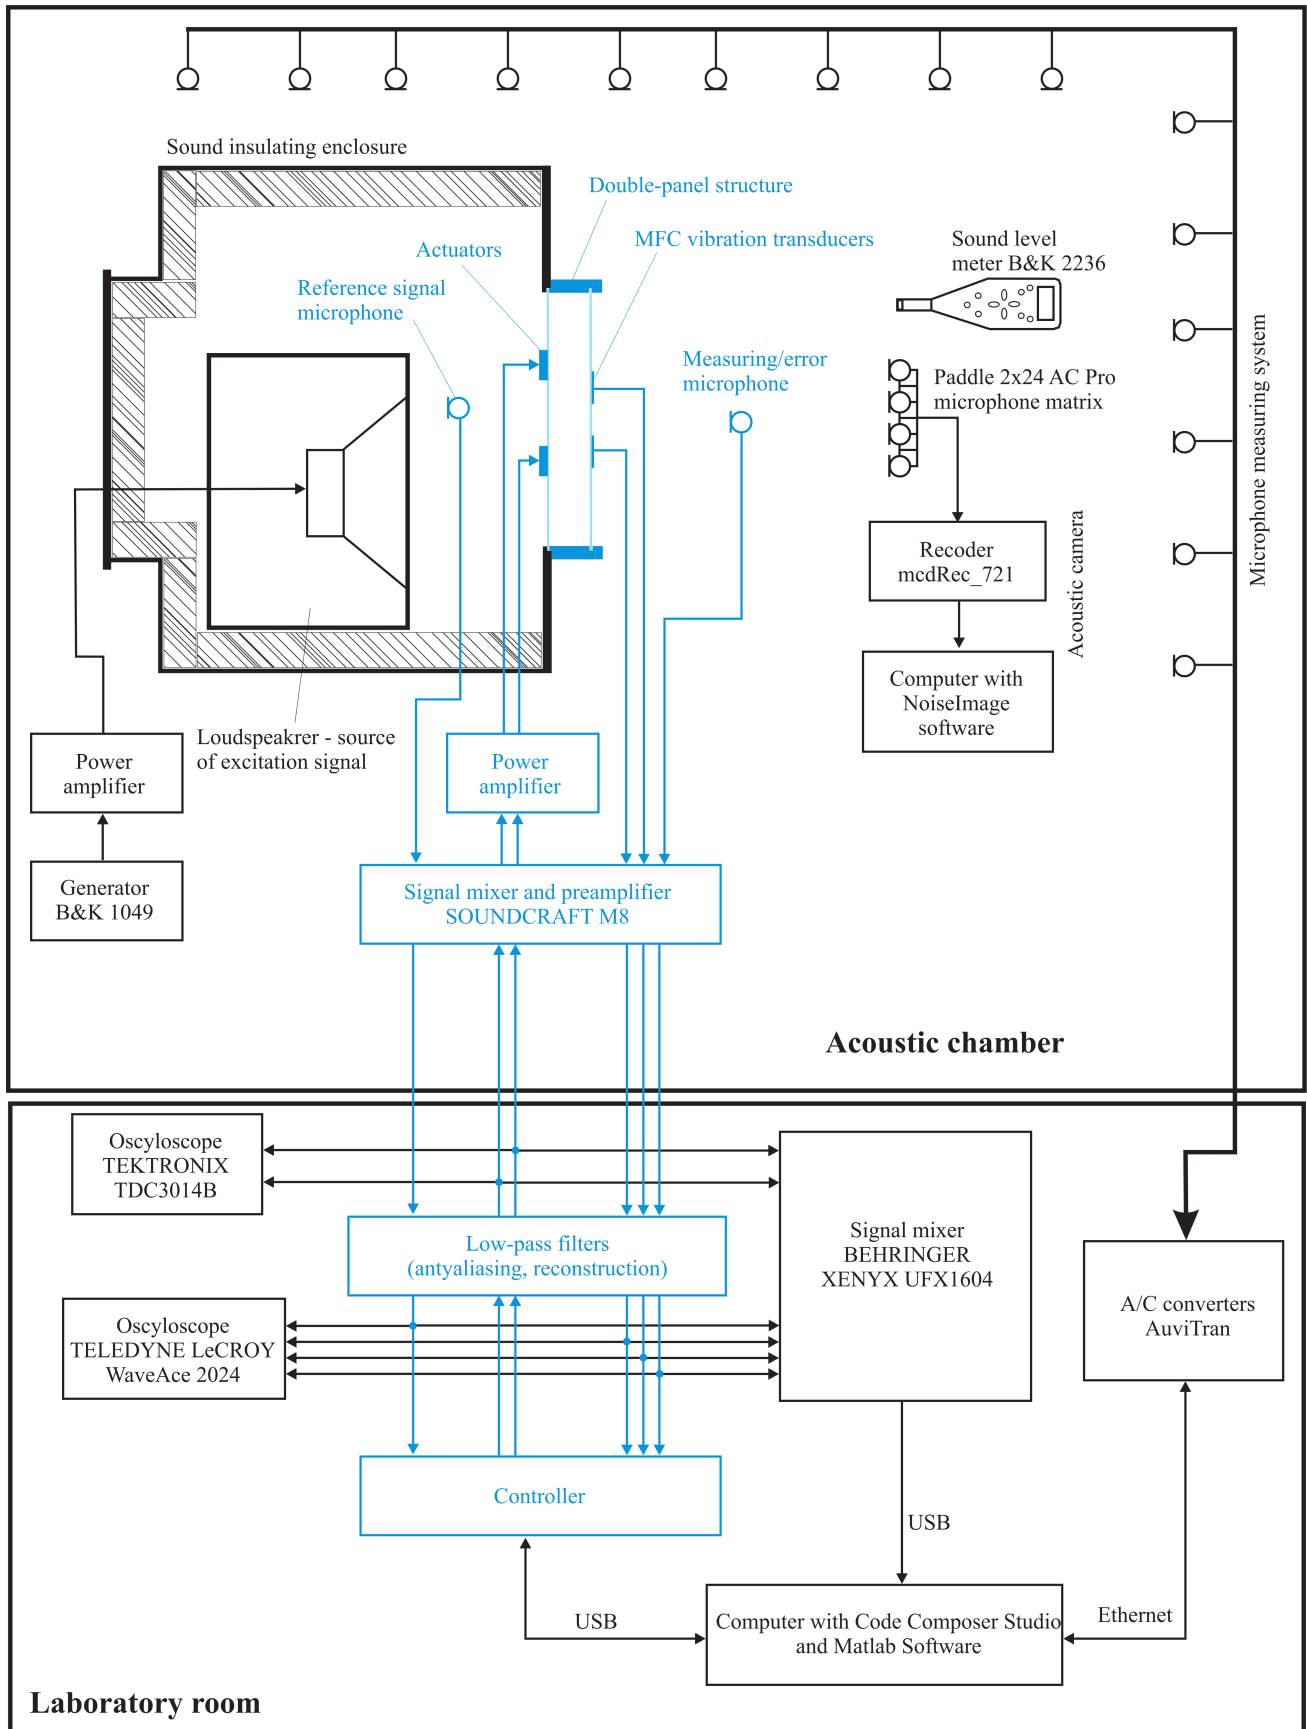 Sound insulating enclosure
Double-panel structure
MFC vibration transducers
Actuators
Reference signal
microphone
Measuring/error
microphone
Sound level
meter B&K 2236
Paddle 2x24 AC Pro
microphone matrix
Recoder
mcdRec_721
Acoustic camera
Microphone measuring system
Computer with
NoiseImage
software
Loudspeakrer - source
of excitation signal
Power
amplifier
Power
amplifier
Generator
B&K 1049
Signal mixer and preamplifier
SOUNDCRAFT M8
Acoustic chamber
Oscyloscope
TEKTRONIX
TDC3014B
Low-pass filters
(antyaliasing, reconstruction)
Signal mixer
BEHRINGER
XENYX UFX1604
A/C converters
AuviTran
Oscyloscope
TELEDYNE LeCROY
WaveAce 2024
Controller
USB
USB
Ethernet
Computer with Code Composer Studio
and Matlab Software
Laboratory room